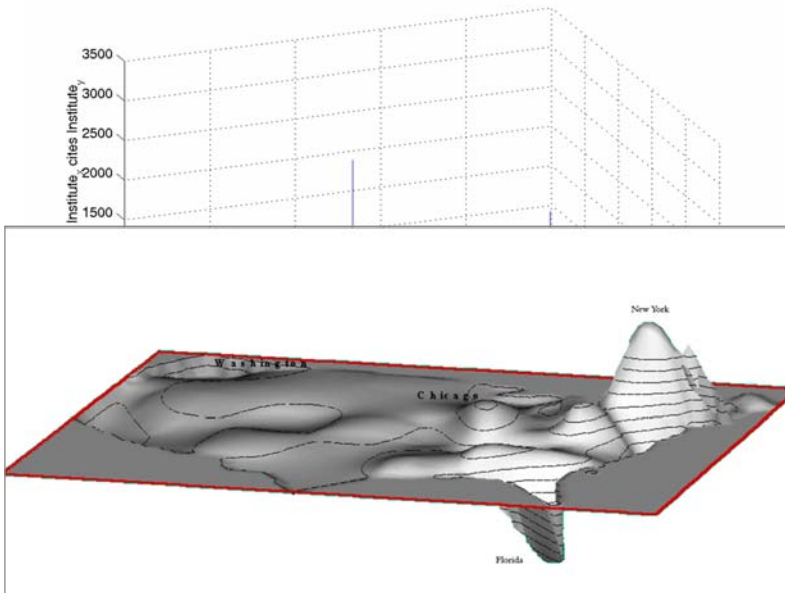 3500
3000
2500
2000
1500
Institute_x cites Institute_y
New York
Washington
Chicago
Florida